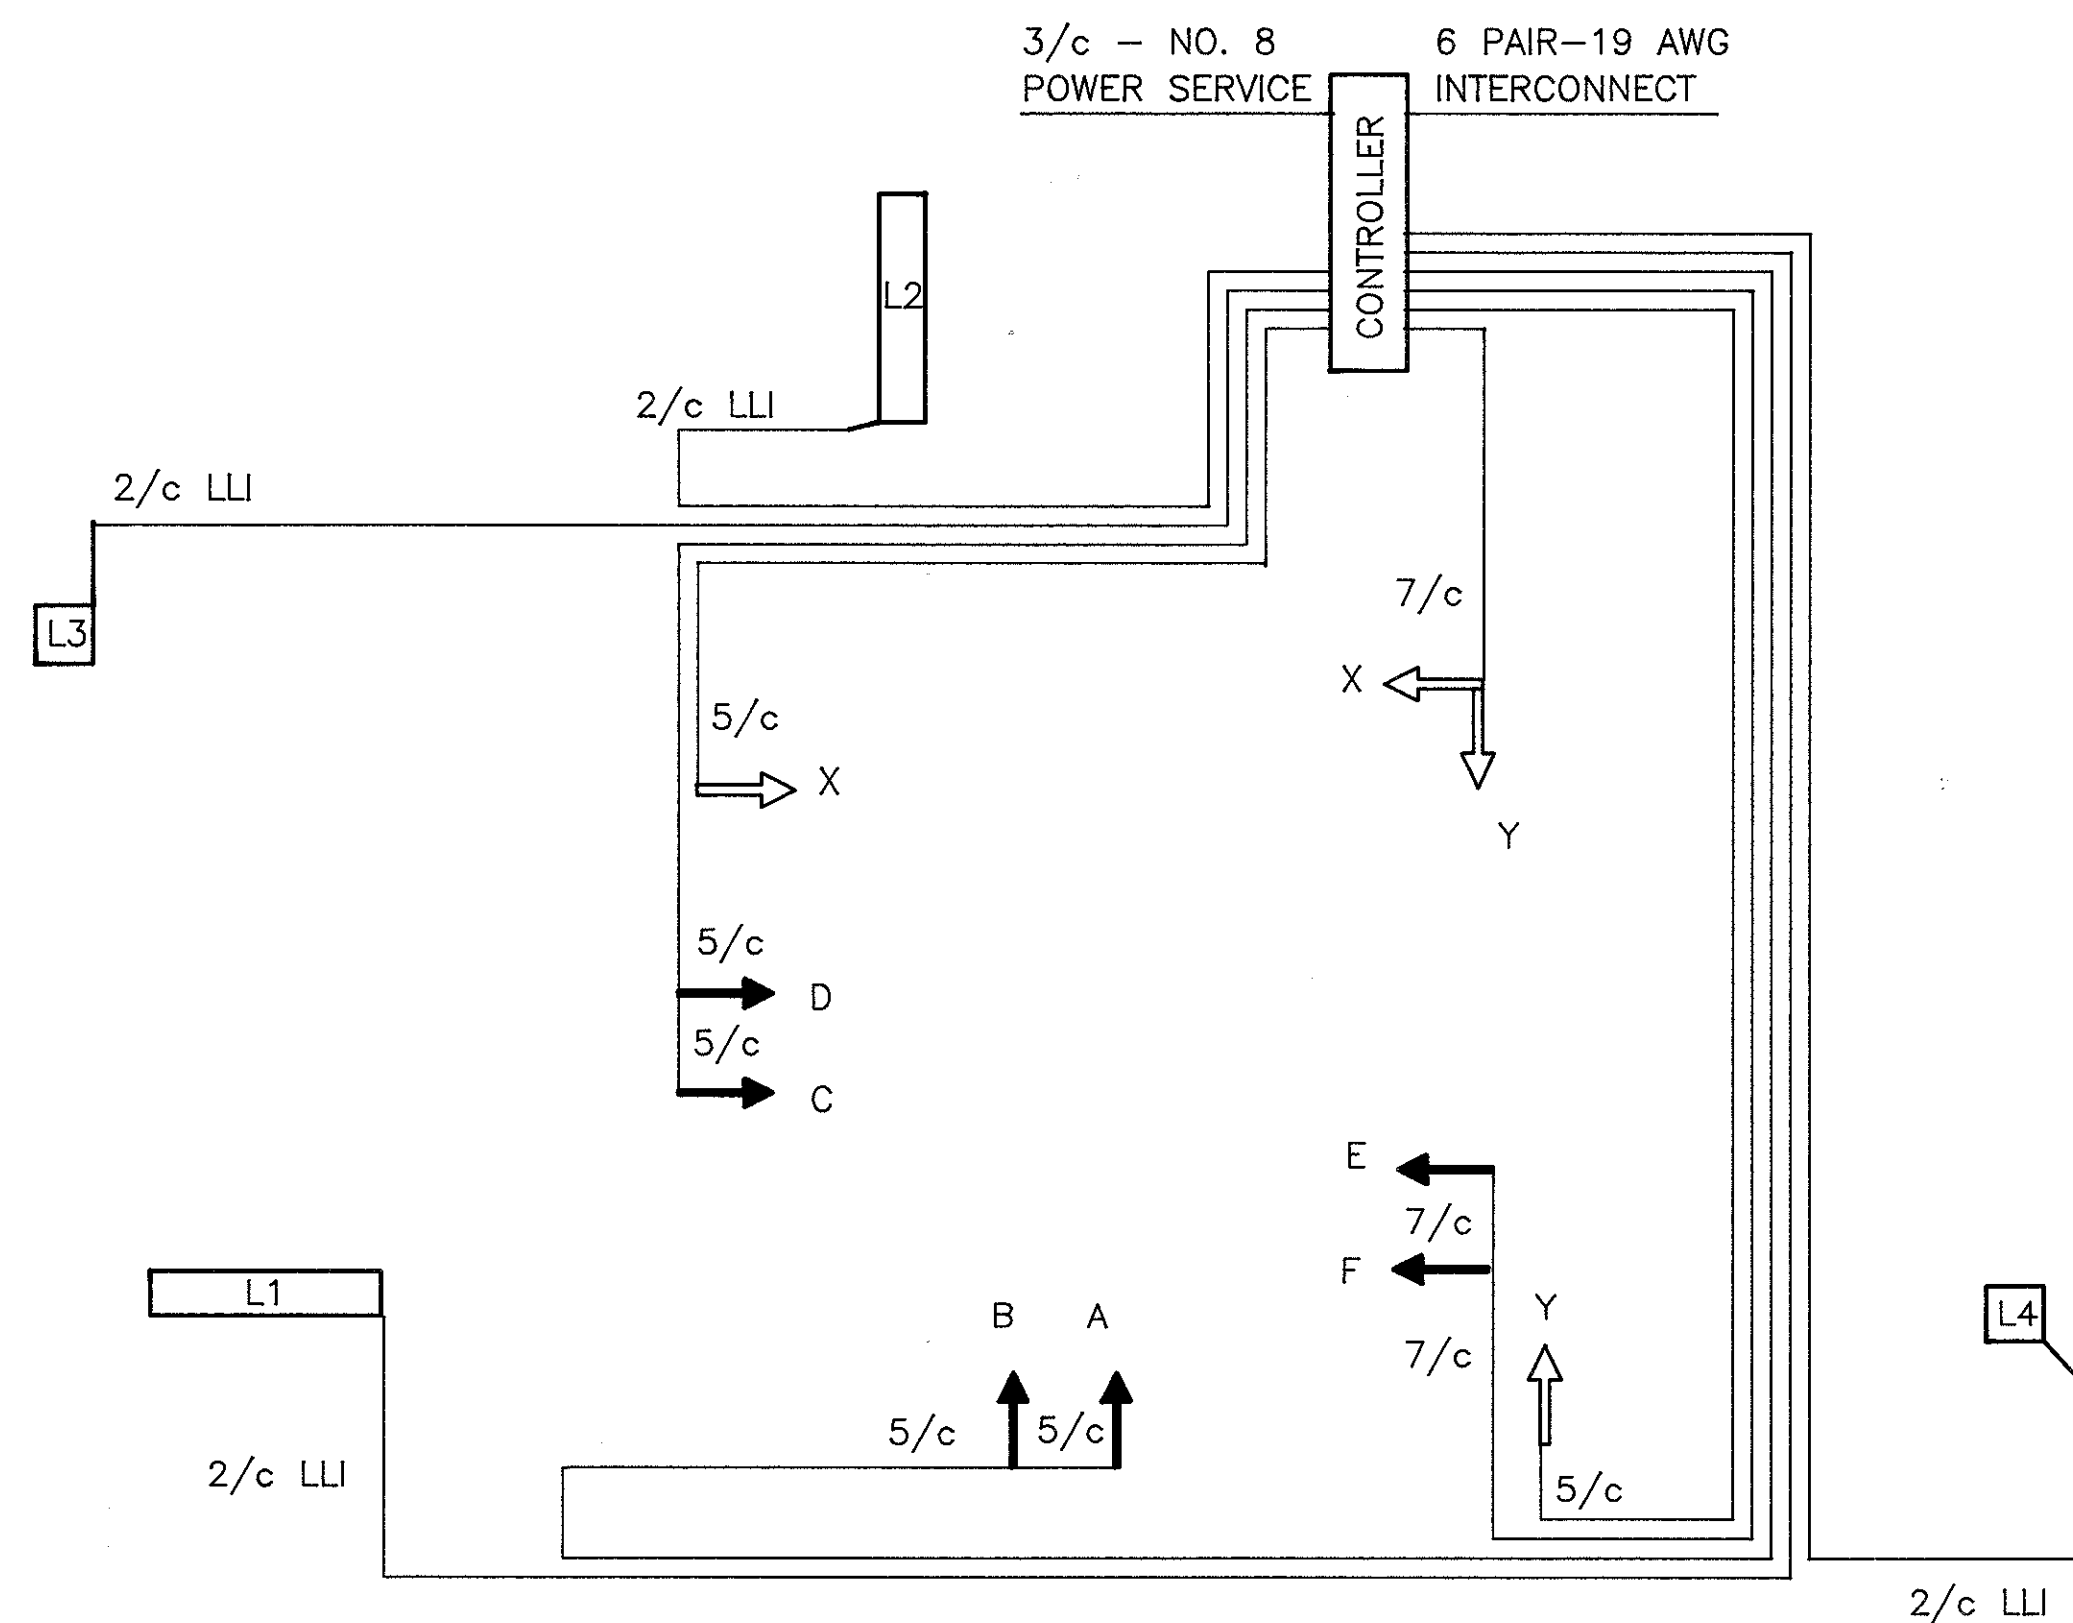 3/c - NO. 8
POWER SERVICE
6 PAIR-19 AWG
INTERCONNECT
CONTROLLER
L2
2/c LLI
2/c LLI
L3
7/c
X
5/c
X
Y
5/c
D
5/c
C
E
7/c
F
L1
B A
Y
L4
7/c
5/c 5/c
2/c LLI
5/c
2/c LLI